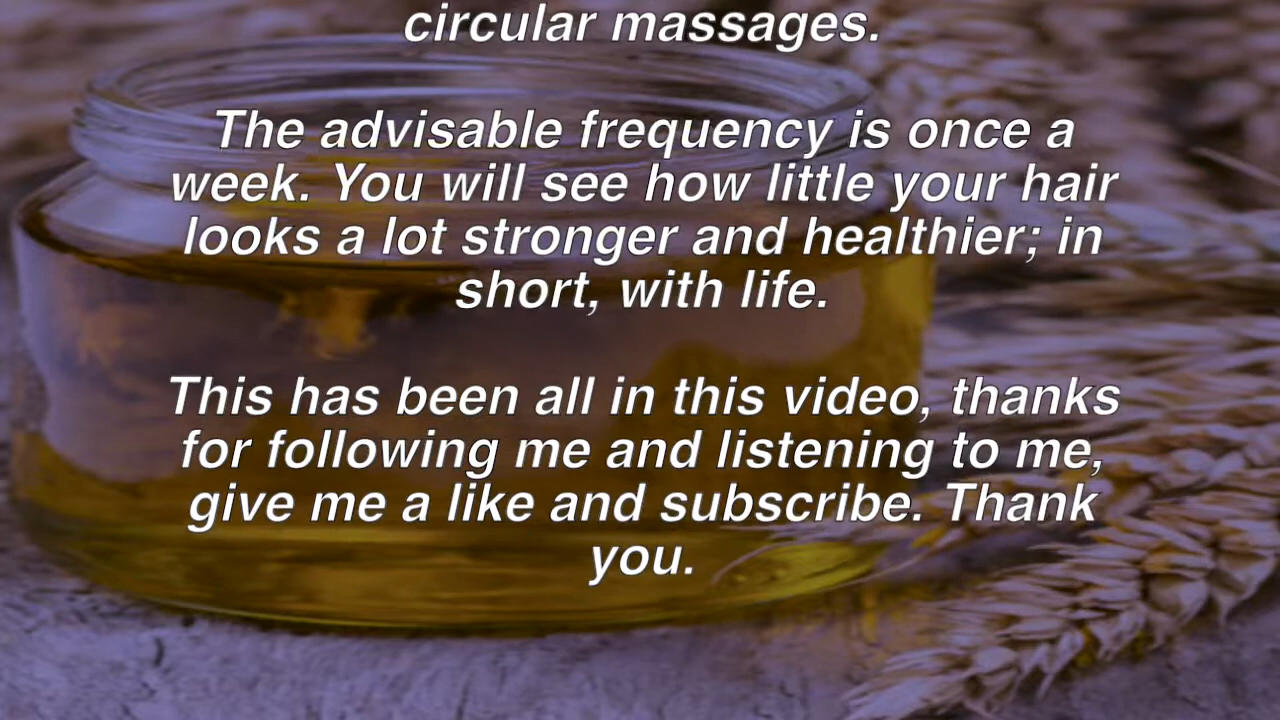 circular massages.
The advisable frequency is once a
week. You will see how little your hair
looks a lot stronger and healthier; in
short, with life.
This has been all in this video, thanks
for following me and listening to me,
give me a like and subscribe. Thank
you.